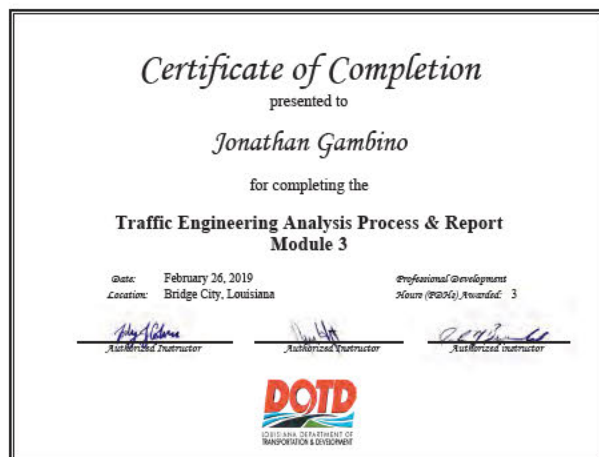 Certificate of Completion
presented to
Jonathan Gambino
for completing the
Traffic Engineering Analysis Process & Report
Module 3
Date: February 26, 2019
Location: Bridge City, Louisiana
Professional Development
Hours (PDHs) Awarded: 3
Authorized Instructor
Authorized Instructor
Authorized instructor
DOTD
LOUISIANA DEPARTMENT OF
TRANSPORTATION & DEVELOPMENT